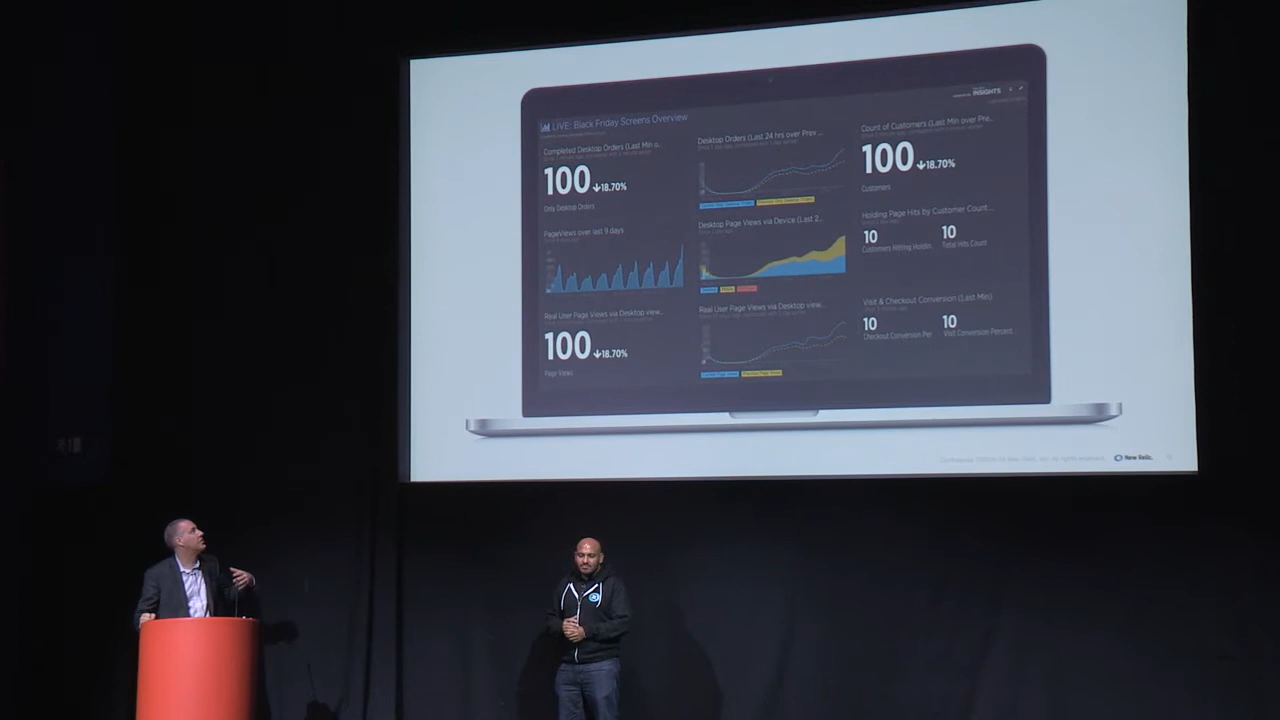 INSIGHTS
LIVE: Black Friday Screens Overview
Completed Desktop Orders (Last Min o...
100 18.70%
Only Desktop Orders
PageViews over last 9 days
Real User Page Views via Desktop view...
100 18.70%
Page Views
Desktop Orders (Last 24 hrs over Prev ...
Desktop Page Views via Device (Last 2...
Real User Page Views via Desktop view...
Count of Customers (Last Min over Pre...
100 18.70%
Customers
Holding Page Hits by Customer Count...
10 10
Customers Hitting Holdin Total Hits Count
Visit & Checkout Conversion (Last Min)
10 10
Checkout Conversion Per Visit Conversion Percent
New Relic.